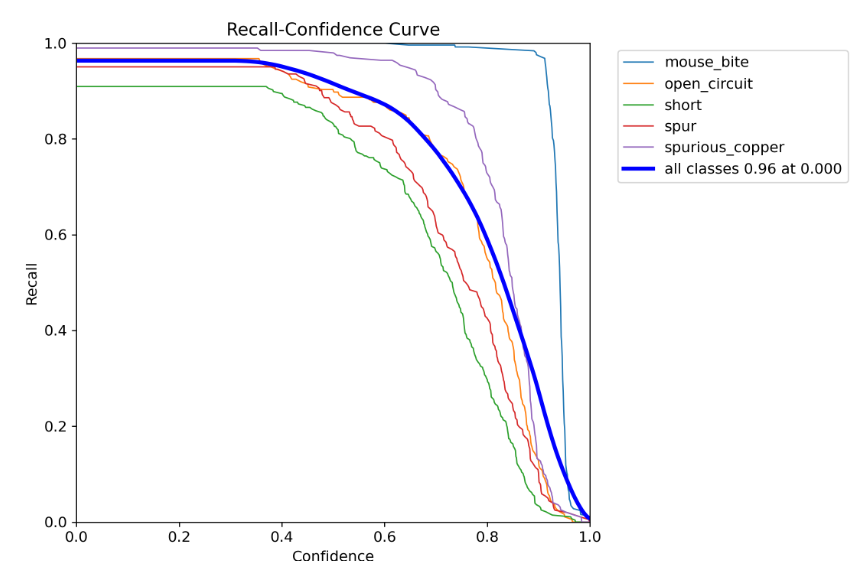 Recall-Confidence Curve
1.0
0.8
0.6
0.4
0.2
0.0
Recall
0.0 0.2 0.4 0.6 0.8 1.0
Confidence
mouse_bite
open_circuit
short
spur
spurious_copper
all classes 0.96 at 0.000